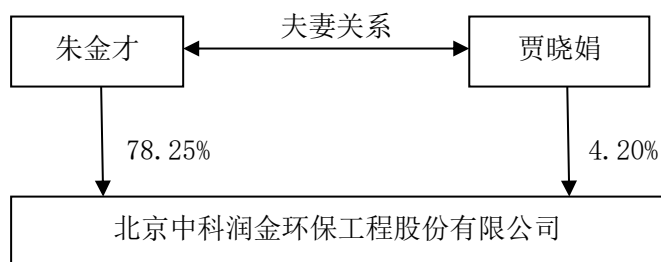 夫妻关系
朱金才
贾晓娟
78.25%
4.20%
北京中科润金环保工程股份有限公司